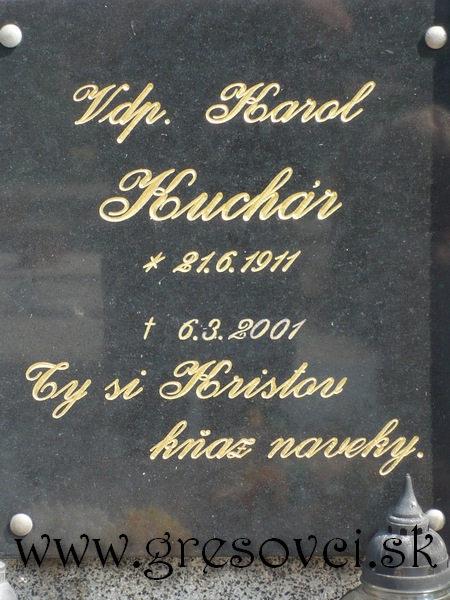 Vdp. Karol
Kuchár
* 21.6.1911
† 6.3.2001
Ty si Kristov
kňaz naveky.
www.gresovci.sk